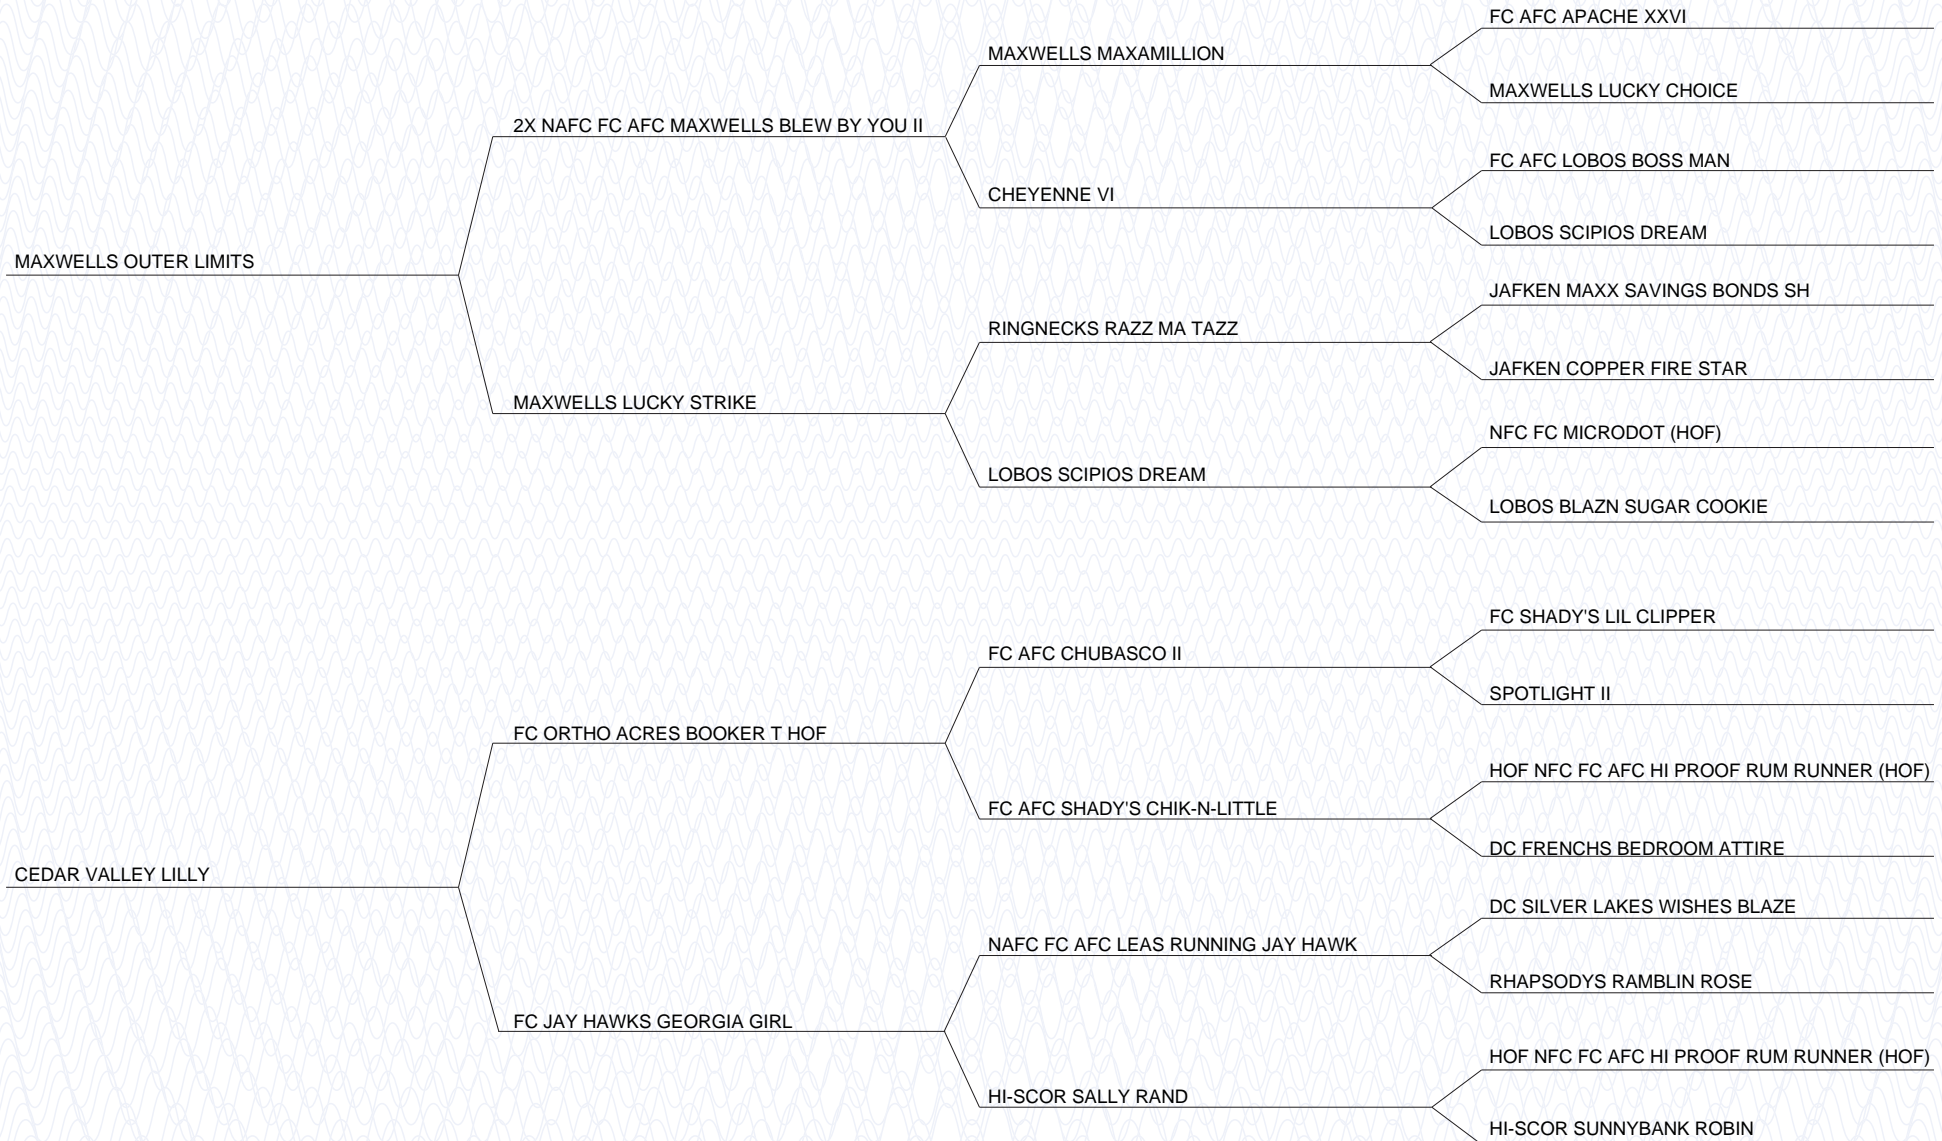 FC AFC APACHE XXVI
MAXWELLS MAXAMILLION
MAXWELLS LUCKY CHOICE
2X NAFC FC AFC MAXWELLS BLEW BY YOU II
FC AFC LOBOS BOSS MAN
CHEYENNE VI
LOBOS SCIPIOS DREAM
MAXWELLS OUTER LIMITS
JAFKEN MAXX SAVINGS BONDS SH
RINGNECKS RAZZ MA TAZZ
JAFKEN COPPER FIRE STAR
MAXWELLS LUCKY STRIKE
NFC FC MICRODOT (HOF)
LOBOS SCIPIOS DREAM
LOBOS BLAZN SUGAR COOKIE
FC SHADY'S LIL CLIPPER
FC AFC CHUBASCO II
SPOTLIGHT II
FC ORTHO ACRES BOOKER T HOF
HOF NFC FC AFC HI PROOF RUM RUNNER (HOF)
FC AFC SHADY'S CHIK-N-LITTLE
DC FRENCHS BEDROOM ATTIRE
CEDAR VALLEY LILLY
DC SILVER LAKES WISHES BLAZE
NAFC FC AFC LEAS RUNNING JAY HAWK
RHAPSODYS RAMBLIN ROSE
FC JAY HAWKS GEORGIA GIRL
HOF NFC FC AFC HI PROOF RUM RUNNER (HOF)
HI-SCOR SALLY RAND
HI-SCOR SUNNYBANK ROBIN